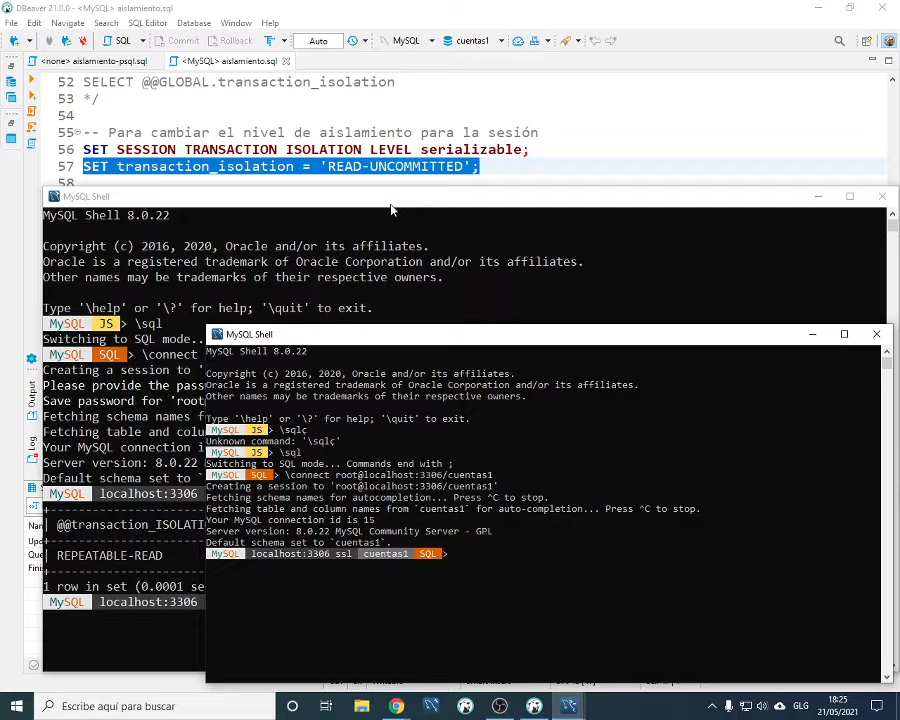 DBeaver 21.0.0 - <MySQL> aislamiento.sql
File Edit Navigate Search SQL Editor Database Window Help
SQL Commit Rollback Auto MySQL cuentas1
*<none> aislamiento-psql.sql *<MySQL> aislamiento.sql
52 SELECT @@GLOBAL.transaction_isolation
53 */
54
55 -- Para cambiar el nivel de aislamiento para la sesión
56 SET SESSION TRANSACTION ISOLATION LEVEL serializable;
57 SET transaction_isolation = 'READ-UNCOMMITTED';
58
MySQL Shell
MySQL Shell 8.0.22
Copyright (c) 2016, 2020, Oracle and/or its affiliates.
Oracle is a registered trademark of Oracle Corporation and/or its affiliates.
Other names may be trademarks of their respective owners.
Type '\help' or '\?' for help; '\quit' to exit.
MySQL JS > \sql
Switching to SQL mode..
MySQL SQL > \connect
Creating a session to '
Please provide the pass
Save password for 'root
Fetching schema names f
Fetching table and colu
Your MySQL connection i
Server version: 8.0.22
Default schema set to `
MySQL localhost:3306
| @@transaction_ISOLATI
| REPEATABLE-READ
1 row in set (0.0001 se
MySQL localhost:3306
Output
Log
Nam
Upd
Que
Finis
MySQL Shell
MySQL Shell 8.0.22
Copyright (c) 2016, 2020, Oracle and/or its affiliates.
Oracle is a registered trademark of Oracle Corporation and/or its affiliates.
Other names may be trademarks of their respective owners.
Type '\help' or '\?' for help; '\quit' to exit.
MySQL JS > \sqlç
Unknown command: '\sqlç'
MySQL JS > \sql
Switching to SQL mode... Commands end with ;
MySQL SQL > \connect root@localhost:3306/cuentas1
Creating a session to 'root@localhost:3306/cuentas1'
Fetching schema names for autocompletion... Press ^C to stop.
Fetching table and column names from `cuentas1` for auto-completion... Press ^C to stop.
Your MySQL connection id is 15
Server version: 8.0.22 MySQL Community Server - GPL
Default schema set to `cuentas1`.
MySQL localhost:3306 ssl cuentas1 SQL >
Escribe aquí para buscar
GLG
18:25
21/05/2021